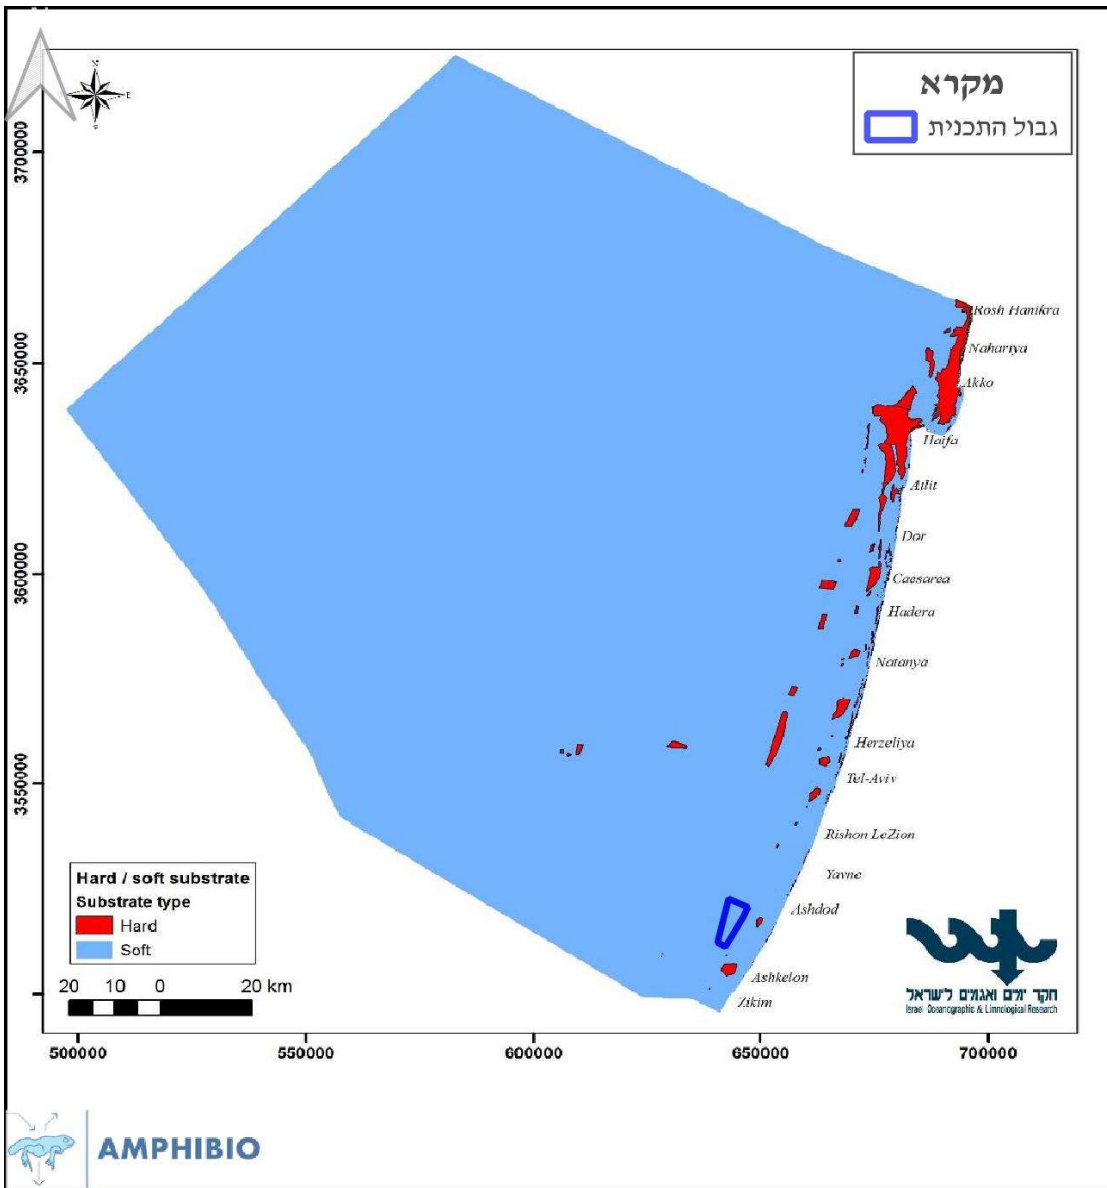 N
N
E
S
מקרא
גבול התכנית
3700000
3650000
3600000
3550000
Rosh Hanikra
Nahariya
Akko
Haifa
Atlit
Dor
Caesarea
Hadera
Natanya
Herzeliya
Tel-Aviv
Rishon LeZion
Yavne
Ashdod
Ashkelon
Zikim
Hard / soft substrate
Substrate type
Hard
Soft
20 10 0 20 km
חקר ימים ואגמים לישראל
Israel Oceanographic & Limnological Research
500000 550000 600000 650000 700000
AMPHIBIO